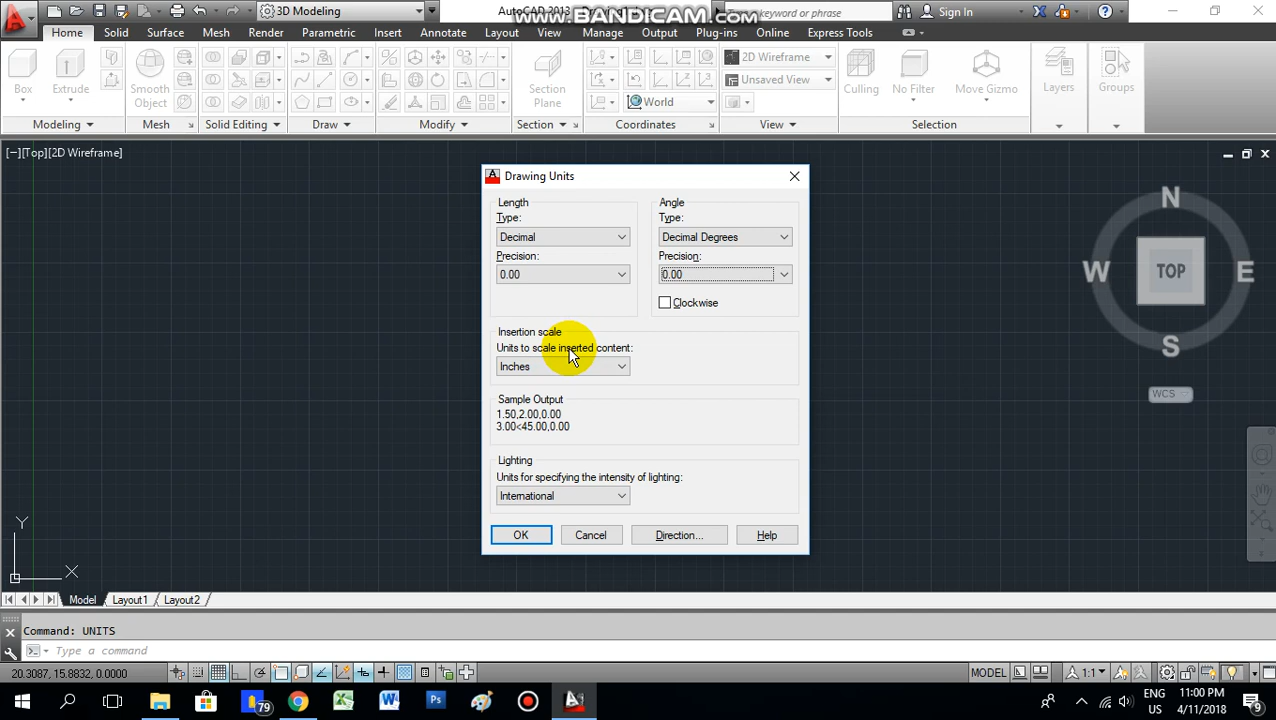 3D Modeling
AutoCAD 2013
www.BANDICAM.com
Type keyword or phrase
Sign In
Home
Solid
Surface
Mesh
Render
Parametric
Insert
Annotate
Layout
View
Manage
Output
Plug-ins
Online
Express Tools
2D Wireframe
Unsaved View
World
Box
Extrude
Smooth
Object
Section
Plane
Culling
No Filter
Move Gizmo
Layers
Groups
Modeling
Mesh
Solid Editing
Draw
Modify
Section
Coordinates
View
Selection
[−][Top][2D Wireframe]
Drawing Units
Length
Type:
Decimal
Precision:
0.00
Angle
Type:
Decimal Degrees
Precision:
0.00
Clockwise
Insertion scale
Units to scale inserted content:
Inches
Sample Output
1.50,2.00,0.00
3.00<45.00,0.00
Lighting
Units for specifying the intensity of lighting:
International
OK
Cancel
Direction...
Help
N
W
TOP
E
S
WCS
Y
X
Model
Layout1
Layout2
Command: UNITS
Type a command
20.3087, 15.8832, 0.0000
MODEL
1:1
79
ENG
US
11:00 PM
4/11/2018
9